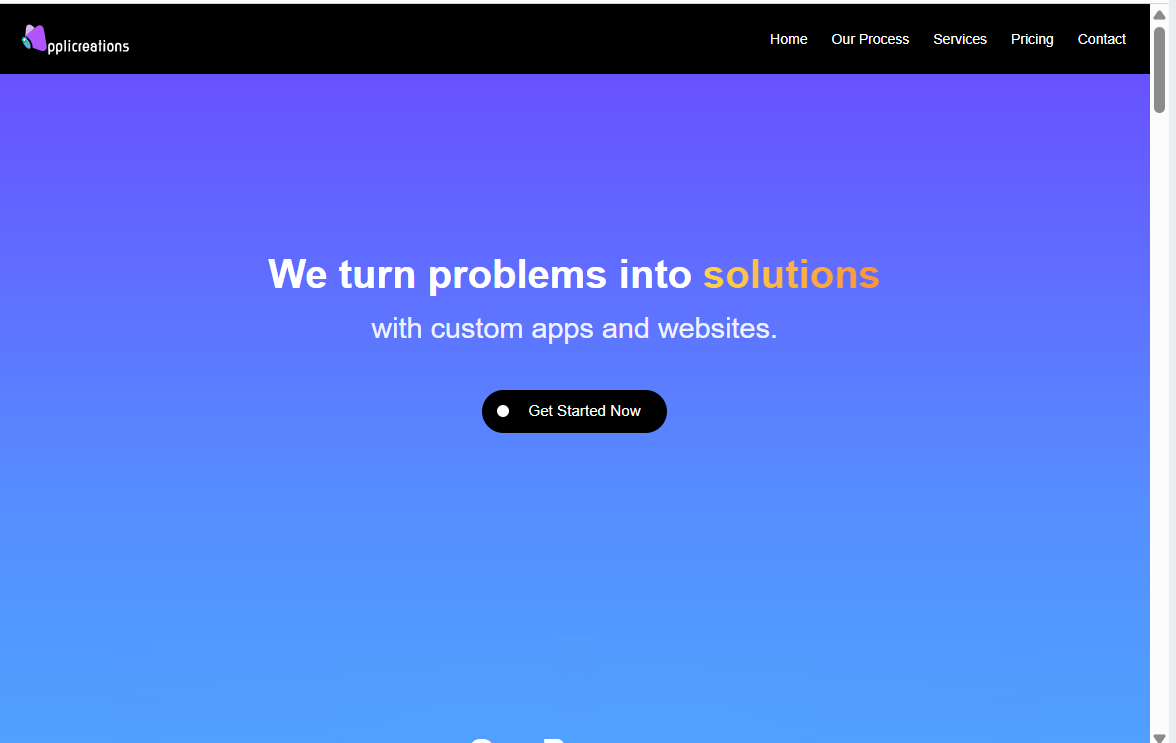 pplicreations
Home Our Process Services Pricing Contact
We turn problems into solutions
with custom apps and websites.
Get Started Now